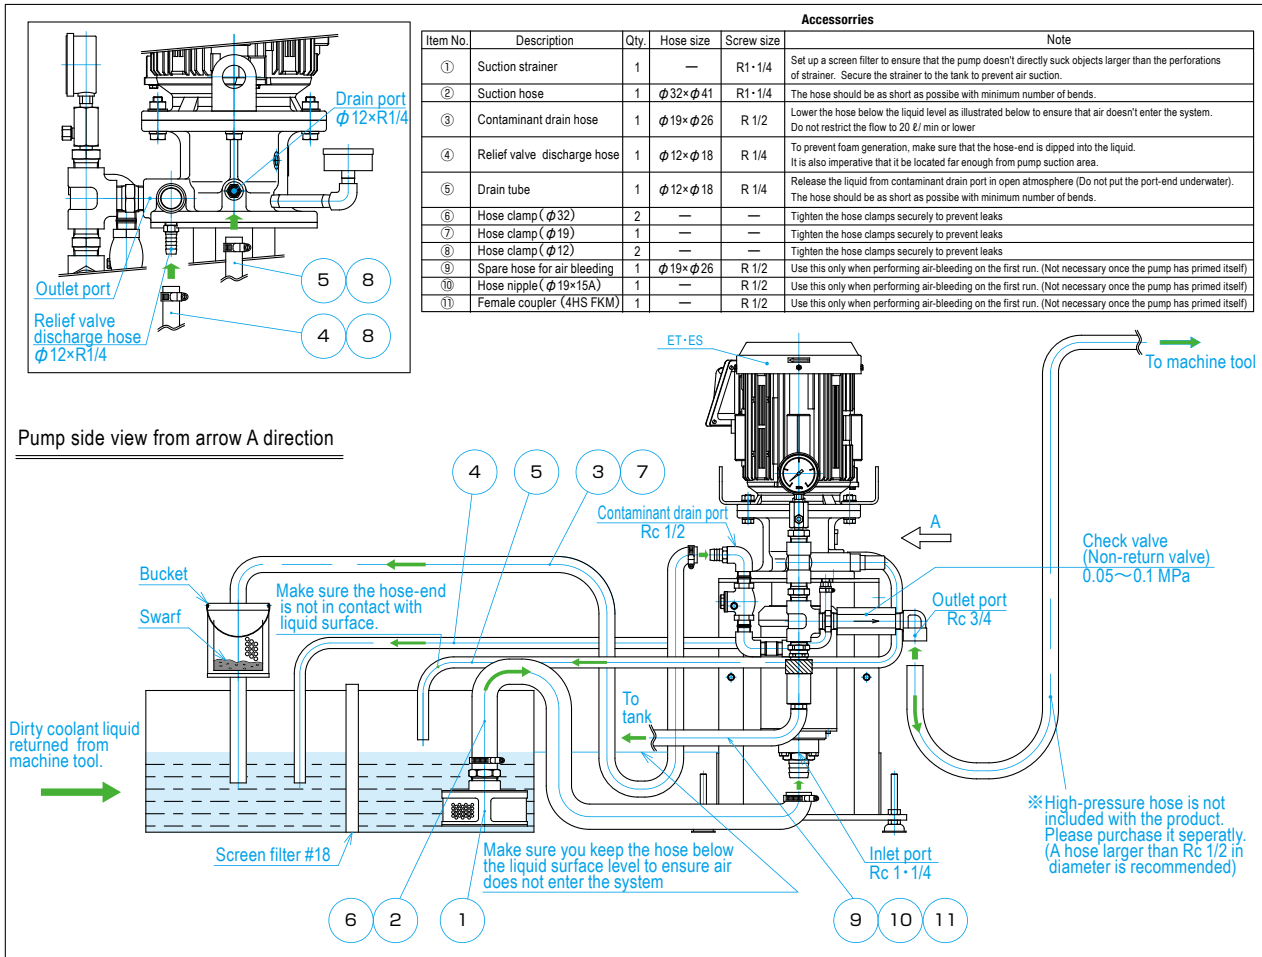 Drain port
ϕ12×R1/4
Outlet port
Relief valve
discharge hose
ϕ12×R1/4
5 8
4 8
Pump side view from arrow A direction
Accessorries
Item No. Description Qty. Hose size Screw size Note
① Suction strainer 1 — R1･1/4 Set up a screen filter to ensure that the pump doesn't directly suck objects larger than the perforations
of strainer. Secure the strainer to the tank to prevent air suction.
② Suction hose 1 ϕ32×ϕ41 R1･1/4 The hose should be as short as possibe with minimum number of bends.
③ Contaminant drain hose 1 ϕ19×ϕ26 R 1/2 Lower the hose below the liquid level as illustrated below to ensure that air doesn't enter the system.
Do not restrict the flow to 20 ℓ/ min or lower
④ Relief valve discharge hose 1 ϕ12×ϕ18 R 1/4 To prevent foam generation, make sure that the hose-end is dipped into the liquid.
It is also imperative that it be located far enough from pump suction area.
⑤ Drain tube 1 ϕ12×ϕ18 R 1/4 Release the liquid from contaminant drain port in open atmosphere (Do not put the port-end underwater).
The hose should be as short as possibe with minimum number of bends.
⑥ Hose clamp(ϕ32) 2 — — Tighten the hose clamps securely to prevent leaks
⑦ Hose clamp(ϕ19) 1 — — Tighten the hose clamps securely to prevent leaks
⑧ Hose clamp(ϕ12) 2 — — Tighten the hose clamps securely to prevent leaks
⑨ Spare hose for air bleeding 1 ϕ19×ϕ26 R 1/2 Use this only when performing air-bleeding on the first run. (Not necessary once the pump has primed itself)
⑩ Hose nipple(ϕ19×15A) 1 — R 1/2 Use this only when performing air-bleeding on the first run. (Not necessary once the pump has primed itself)
⑪ Female coupler (4HS FKM) 1 — R 1/2 Use this only when performing air-bleeding on the first run. (Not necessary once the pump has primed itself)
ET･ES
To machine tool
4 5 3 7
Contaminant drain port
Rc 1/2
A
Check valve
(Non-return valve)
0.05〜0.1 MPa
Outlet port
Rc 3/4
Bucket
Swarf
Make sure the hose-end
is not in contact with
liquid surface.
To
tank
Dirty coolant liquid
returned from
machine tool.
Screen filter #18
Make sure you keep the hose below
the liquid surface level to ensure air
does not enter the system
Inlet port
Rc 1･1/4
※High-pressure hose is not
included with the product.
Please purchase it seperatly.
(A hose larger than Rc 1/2 in
diameter is recommended)
6 2 1
9 10 11